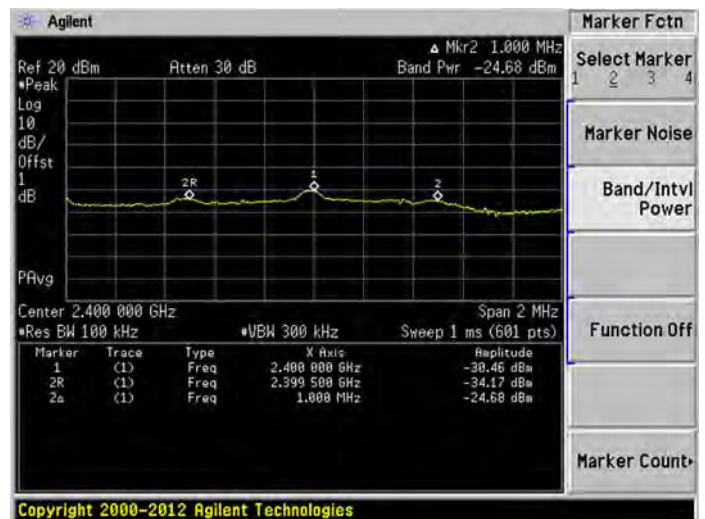 Agilent
Marker Fctn
Δ Mkr2 1.000 MHz
Ref 20 dBm Atten 30 dB Band Pwr -24.68 dBm
#Peak
Log
10
dB/
Offst
1
dB
2R
1
2
PAvg
Center 2.400 000 GHz Span 2 MHz
#Res BW 100 kHz #VBW 300 kHz Sweep 1 ms (601 pts)
Marker Trace Type X Axis Amplitude
1 (1) Freq 2.400 000 GHz -30.46 dBm
2R (1) Freq 2.399 500 GHz -34.17 dBm
2Δ (1) Freq 1.000 MHz -24.68 dBm
Select Marker
1 2 3 4
Marker Noise
Band/Intvl
Power
Function Off
Marker Count
Copyright 2000-2012 Agilent Technologies